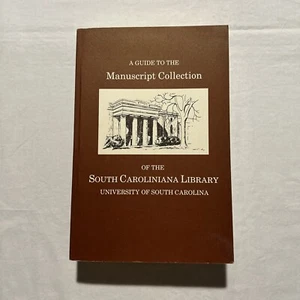 A GUIDE TO THE
Manuscript Collection
OF THE
SOUTH CAROLINIANA LIBRARY
UNIVERSITY OF SOUTH CAROLINA